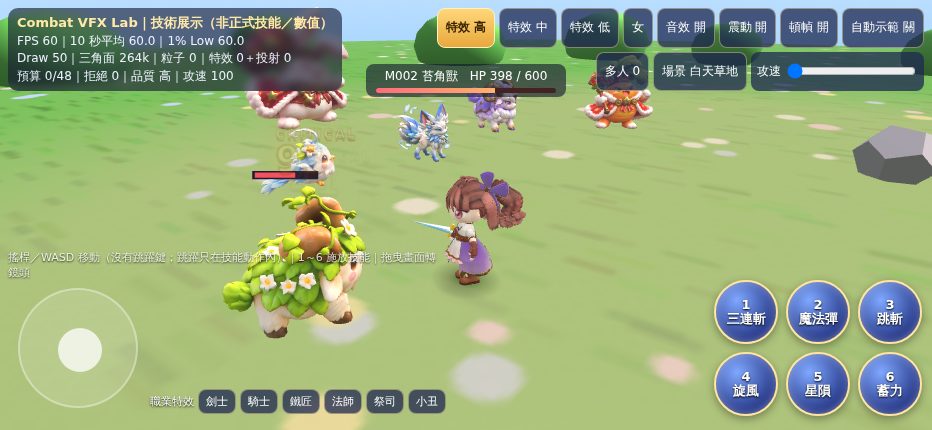 Combat VFX Lab｜技術展示（非正式技能／數值）
FPS 60｜10 秒平均 60.0｜1% Low 60.0
Draw 50｜三角面 264k｜粒子 0｜特效 0＋投射 0
預算 0/48｜拒絕 0｜品質 高｜攻速 100
特效 高
特效 中
特效 低
女
音效 開
震動 開
頓幀 開
自動示範 關
多人 0
場景 白天草地
攻速
M002 苔角獸 HP 398 / 600
搖桿／WASD 移動（沒有跳躍鍵；跳躍只在技能動作內）｜1~6 施放技能｜拖曳畫面轉
鏡頭
1
三連斬
2
魔法彈
3
跳斬
4
旋風
5
星隕
6
蓄力
職業特效
劍士
騎士
鐵匠
法師
祭司
小丑